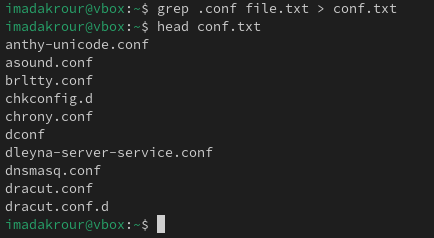 imadakrour@vbox:~$ grep .conf file.txt > conf.txt
imadakrour@vbox:~$ head conf.txt
anthy-unicode.conf
asound.conf
brltty.conf
chkconfig.d
chrony.conf
dconf
dleyna-server-service.conf
dnsmasq.conf
dracut.conf
dracut.conf.d
imadakrour@vbox:~$